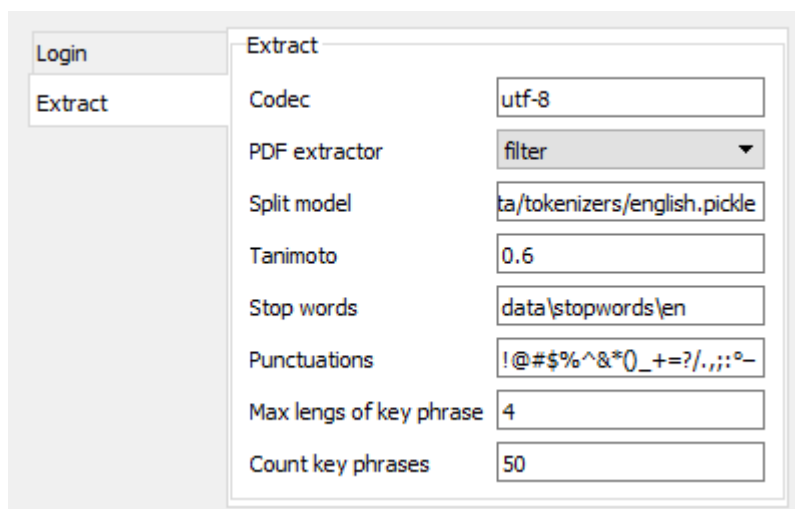 Login
Extract
Extract
Codec utf-8
PDF extractor filter
Split model ta/tokenizers/english.pickle
Tanimoto 0.6
Stop words data\stopwords\en
Punctuations !@#$%^&*()_+=?/.,;:°–
Max lengs of key phrase 4
Count key phrases 50